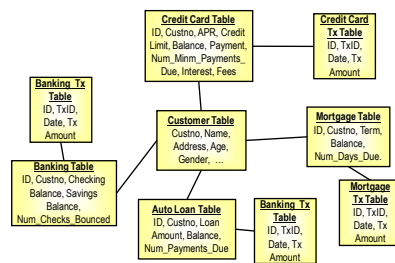 Credit Card Table
ID, Custno, APR, Credit
Limit, Balance, Payment,
Num_Minm_Payments_
Due, Interest, Fees
Credit Card
Tx Table
ID, TxID,
Date, Tx
Amount
Banking Tx
Table
ID, TxID,
Date, Tx
Amount
Customer Table
Custno, Name,
Address, Age,
Gender, ...
Mortgage Table
ID, Custno, Term,
Balance,
Num_Days_Due.
Banking Table
ID, Custno, Checking
Balance, Savings
Balance,
Num_Checks_Bounced
Mortgage
Tx Table
ID, TxID,
Date, Tx
Amount
Auto Loan Table
ID, Custno, Loan
Amount, Balance,
Num_Payments_Due
Banking_Tx
Table
ID, TxID,
Date, Tx
Amount